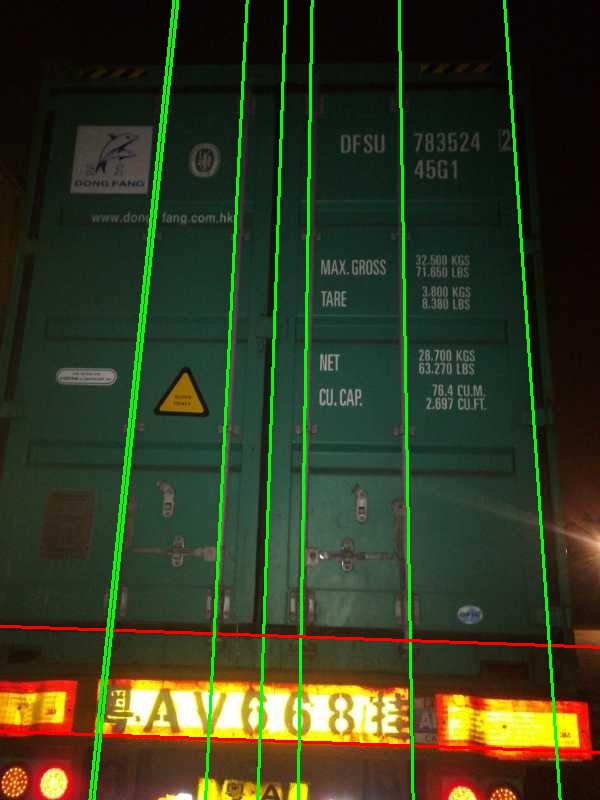 DFSU 783524 2
45G1
DONG FANG
www.dong-fang.com.hk
MAX. GROSS 32.500 KGS
71.650 LBS
TARE 3.800 KGS
8.380 LBS
NET 28.700 KGS
63.270 LBS
CU. CAP. 76.4 CU.M.
2.697 CU.FT.
AV668